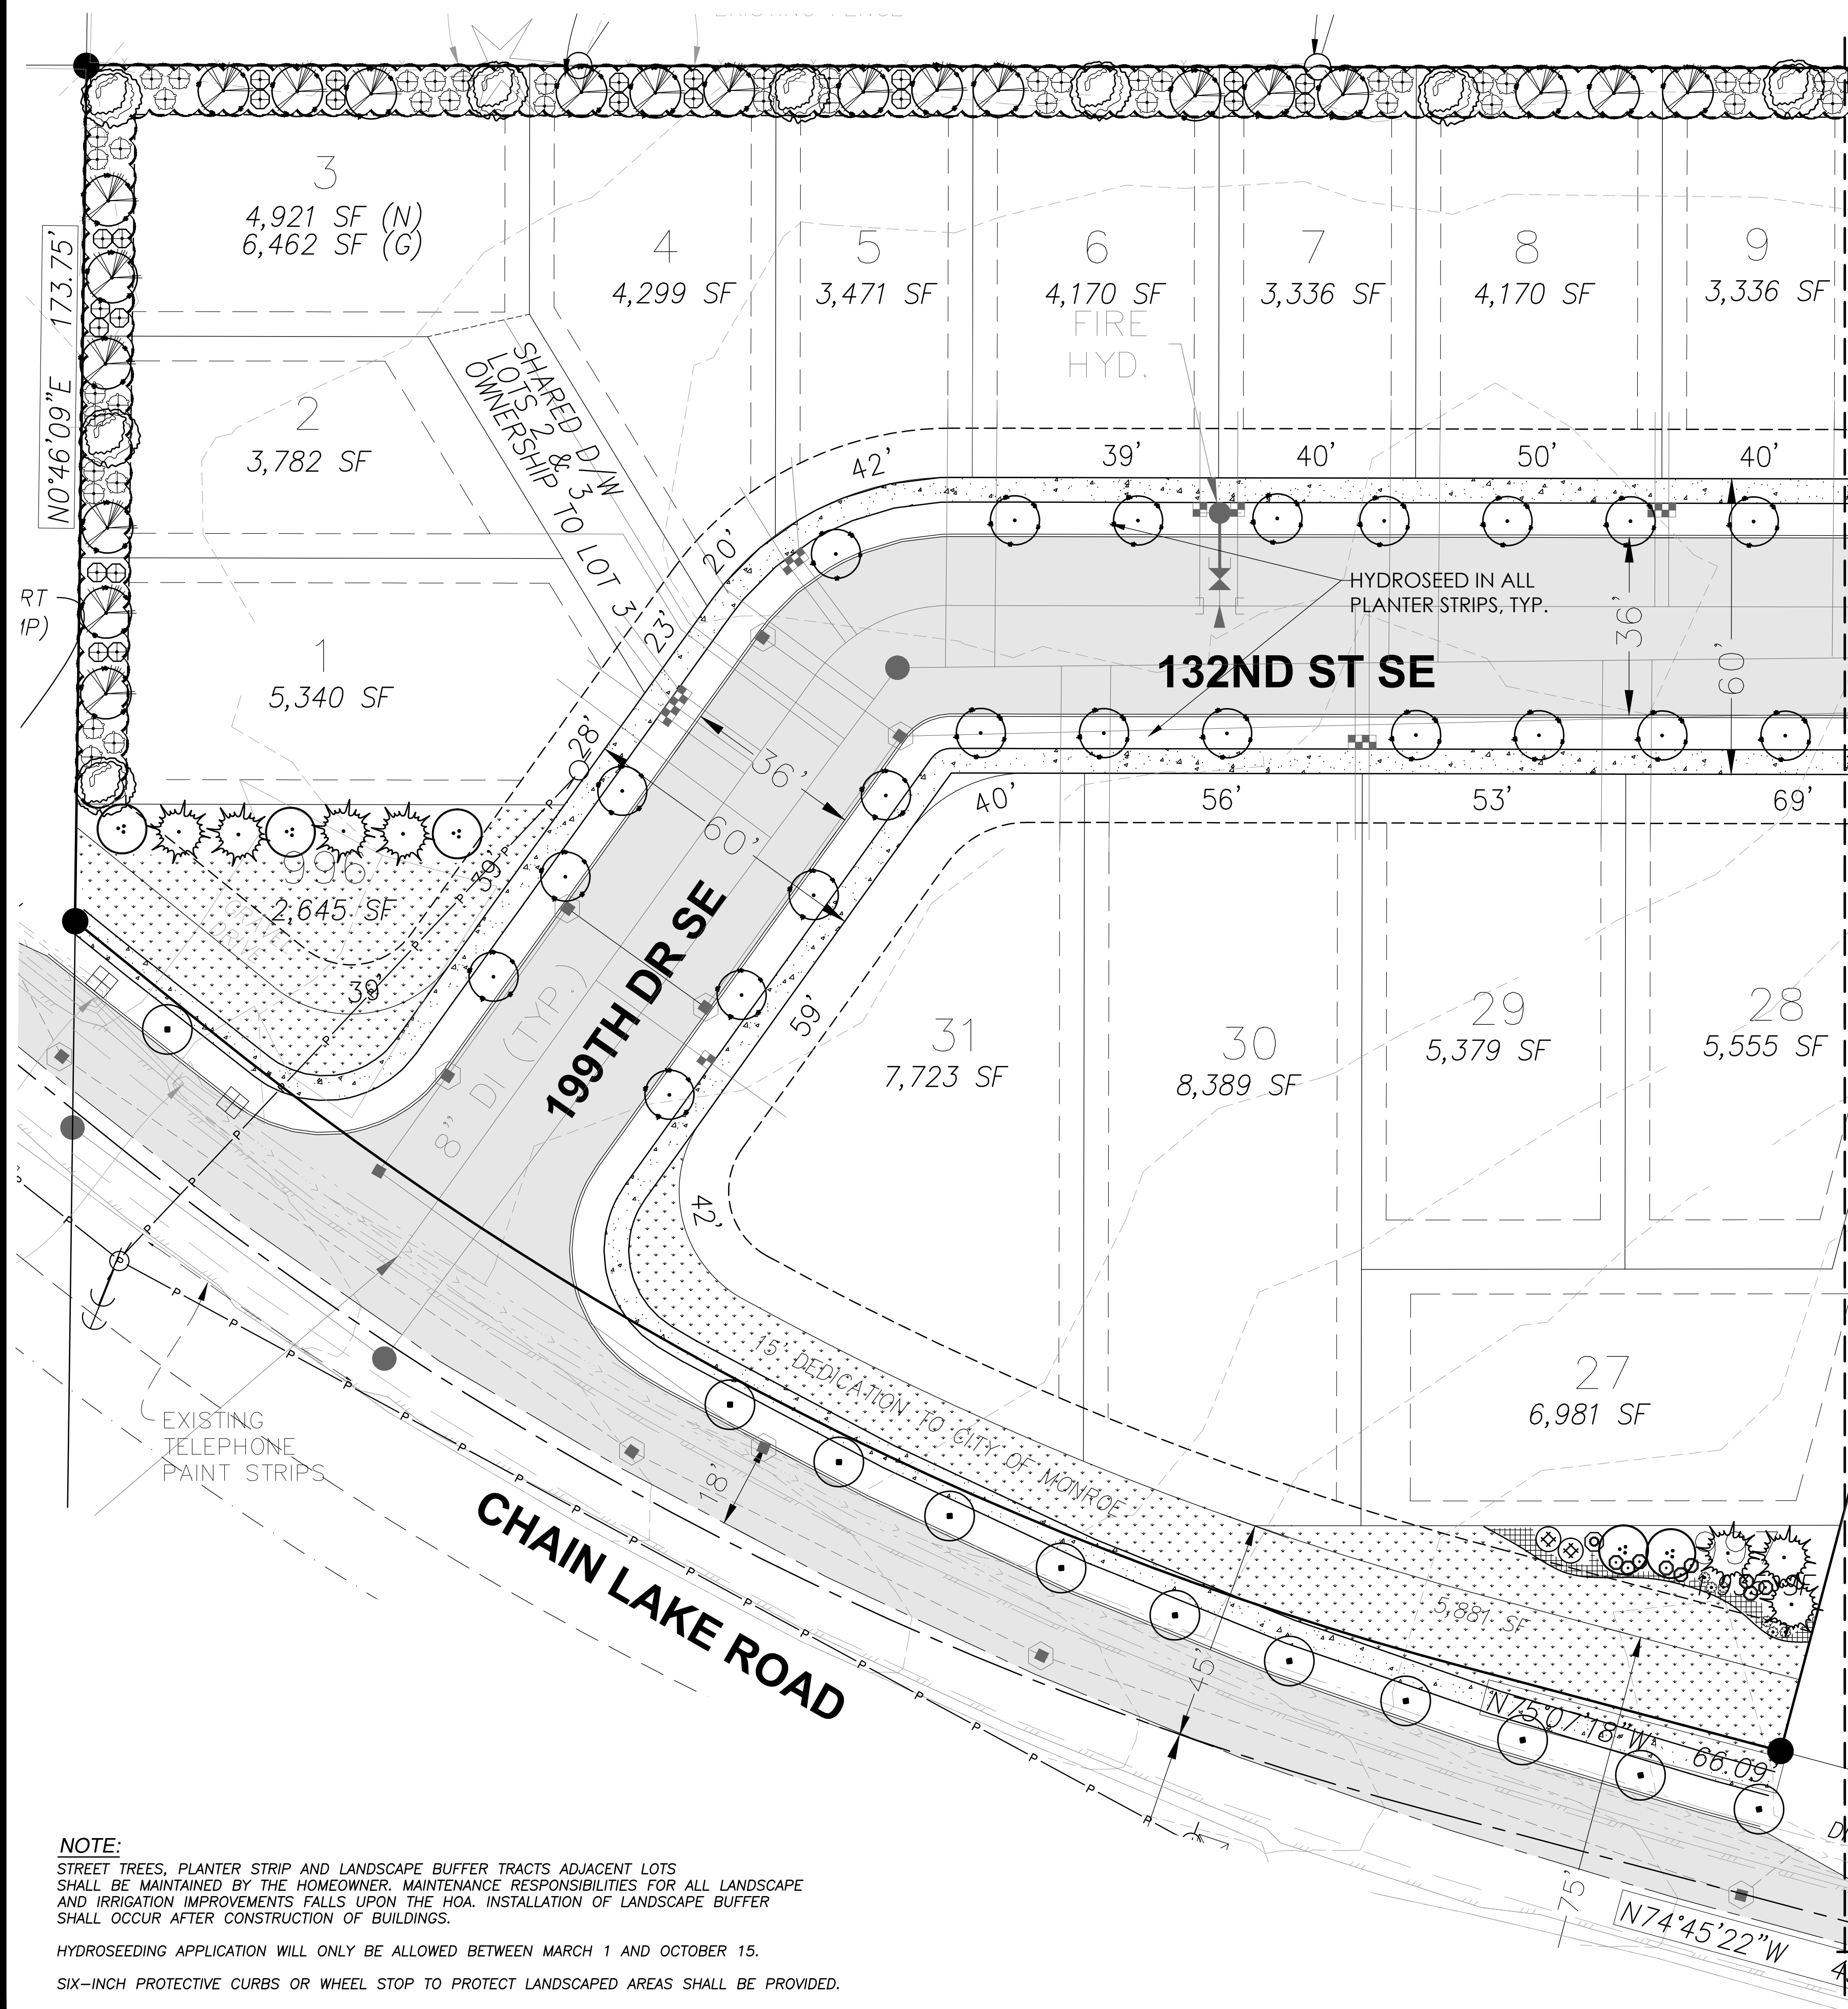 3
4,921 SF (N)
6,462 SF (G)
4
4,299 SF
5
3,471 SF
6
4,170 SF
7
3,336 SF
8
4,170 SF
9
3,336 SF
FIRE
HYD.
N0°46'09"E 173.75'
2
3,782 SF
SHARED D/W
LOTS 2 & 3
OWNERSHIP TO LOT 3
42'
39'
40'
50'
40'
20'
23'
28'
HYDROSEED IN ALL
PLANTER STRIPS, TYP.
36'
60'
132ND ST SE
RT
1
5,340 SF
36'
60'
40'
56'
53'
69'
996
2,645 SF
GRAVEL
DRIVE
39'
39'
8" DI (TYP.)
199TH DR SE
59'
42'
31
7,723 SF
30
8,389 SF
29
5,379 SF
28
5,555 SF
27
6,981 SF
P P P P
15' DEDICATION TO CITY OF MONROE
EXISTING
TELEPHONE
PAINT STRIPS
18'
CHAIN LAKE ROAD
5,881 SF
45'
75'
N75°07'18"W 66.09'
N74°45'22"W
NOTE:
STREET TREES, PLANTER STRIP AND LANDSCAPE BUFFER TRACTS ADJACENT LOTS
SHALL BE MAINTAINED BY THE HOMEOWNER. MAINTENANCE RESPONSIBILITIES FOR ALL LANDSCAPE
AND IRRIGATION IMPROVEMENTS FALLS UPON THE HOA. INSTALLATION OF LANDSCAPE BUFFER
SHALL OCCUR AFTER CONSTRUCTION OF BUILDINGS.
HYDROSEEDING APPLICATION WILL ONLY BE ALLOWED BETWEEN MARCH 1 AND OCTOBER 15.
SIX-INCH PROTECTIVE CURBS OR WHEEL STOP TO PROTECT LANDSCAPED AREAS SHALL BE PROVIDED.